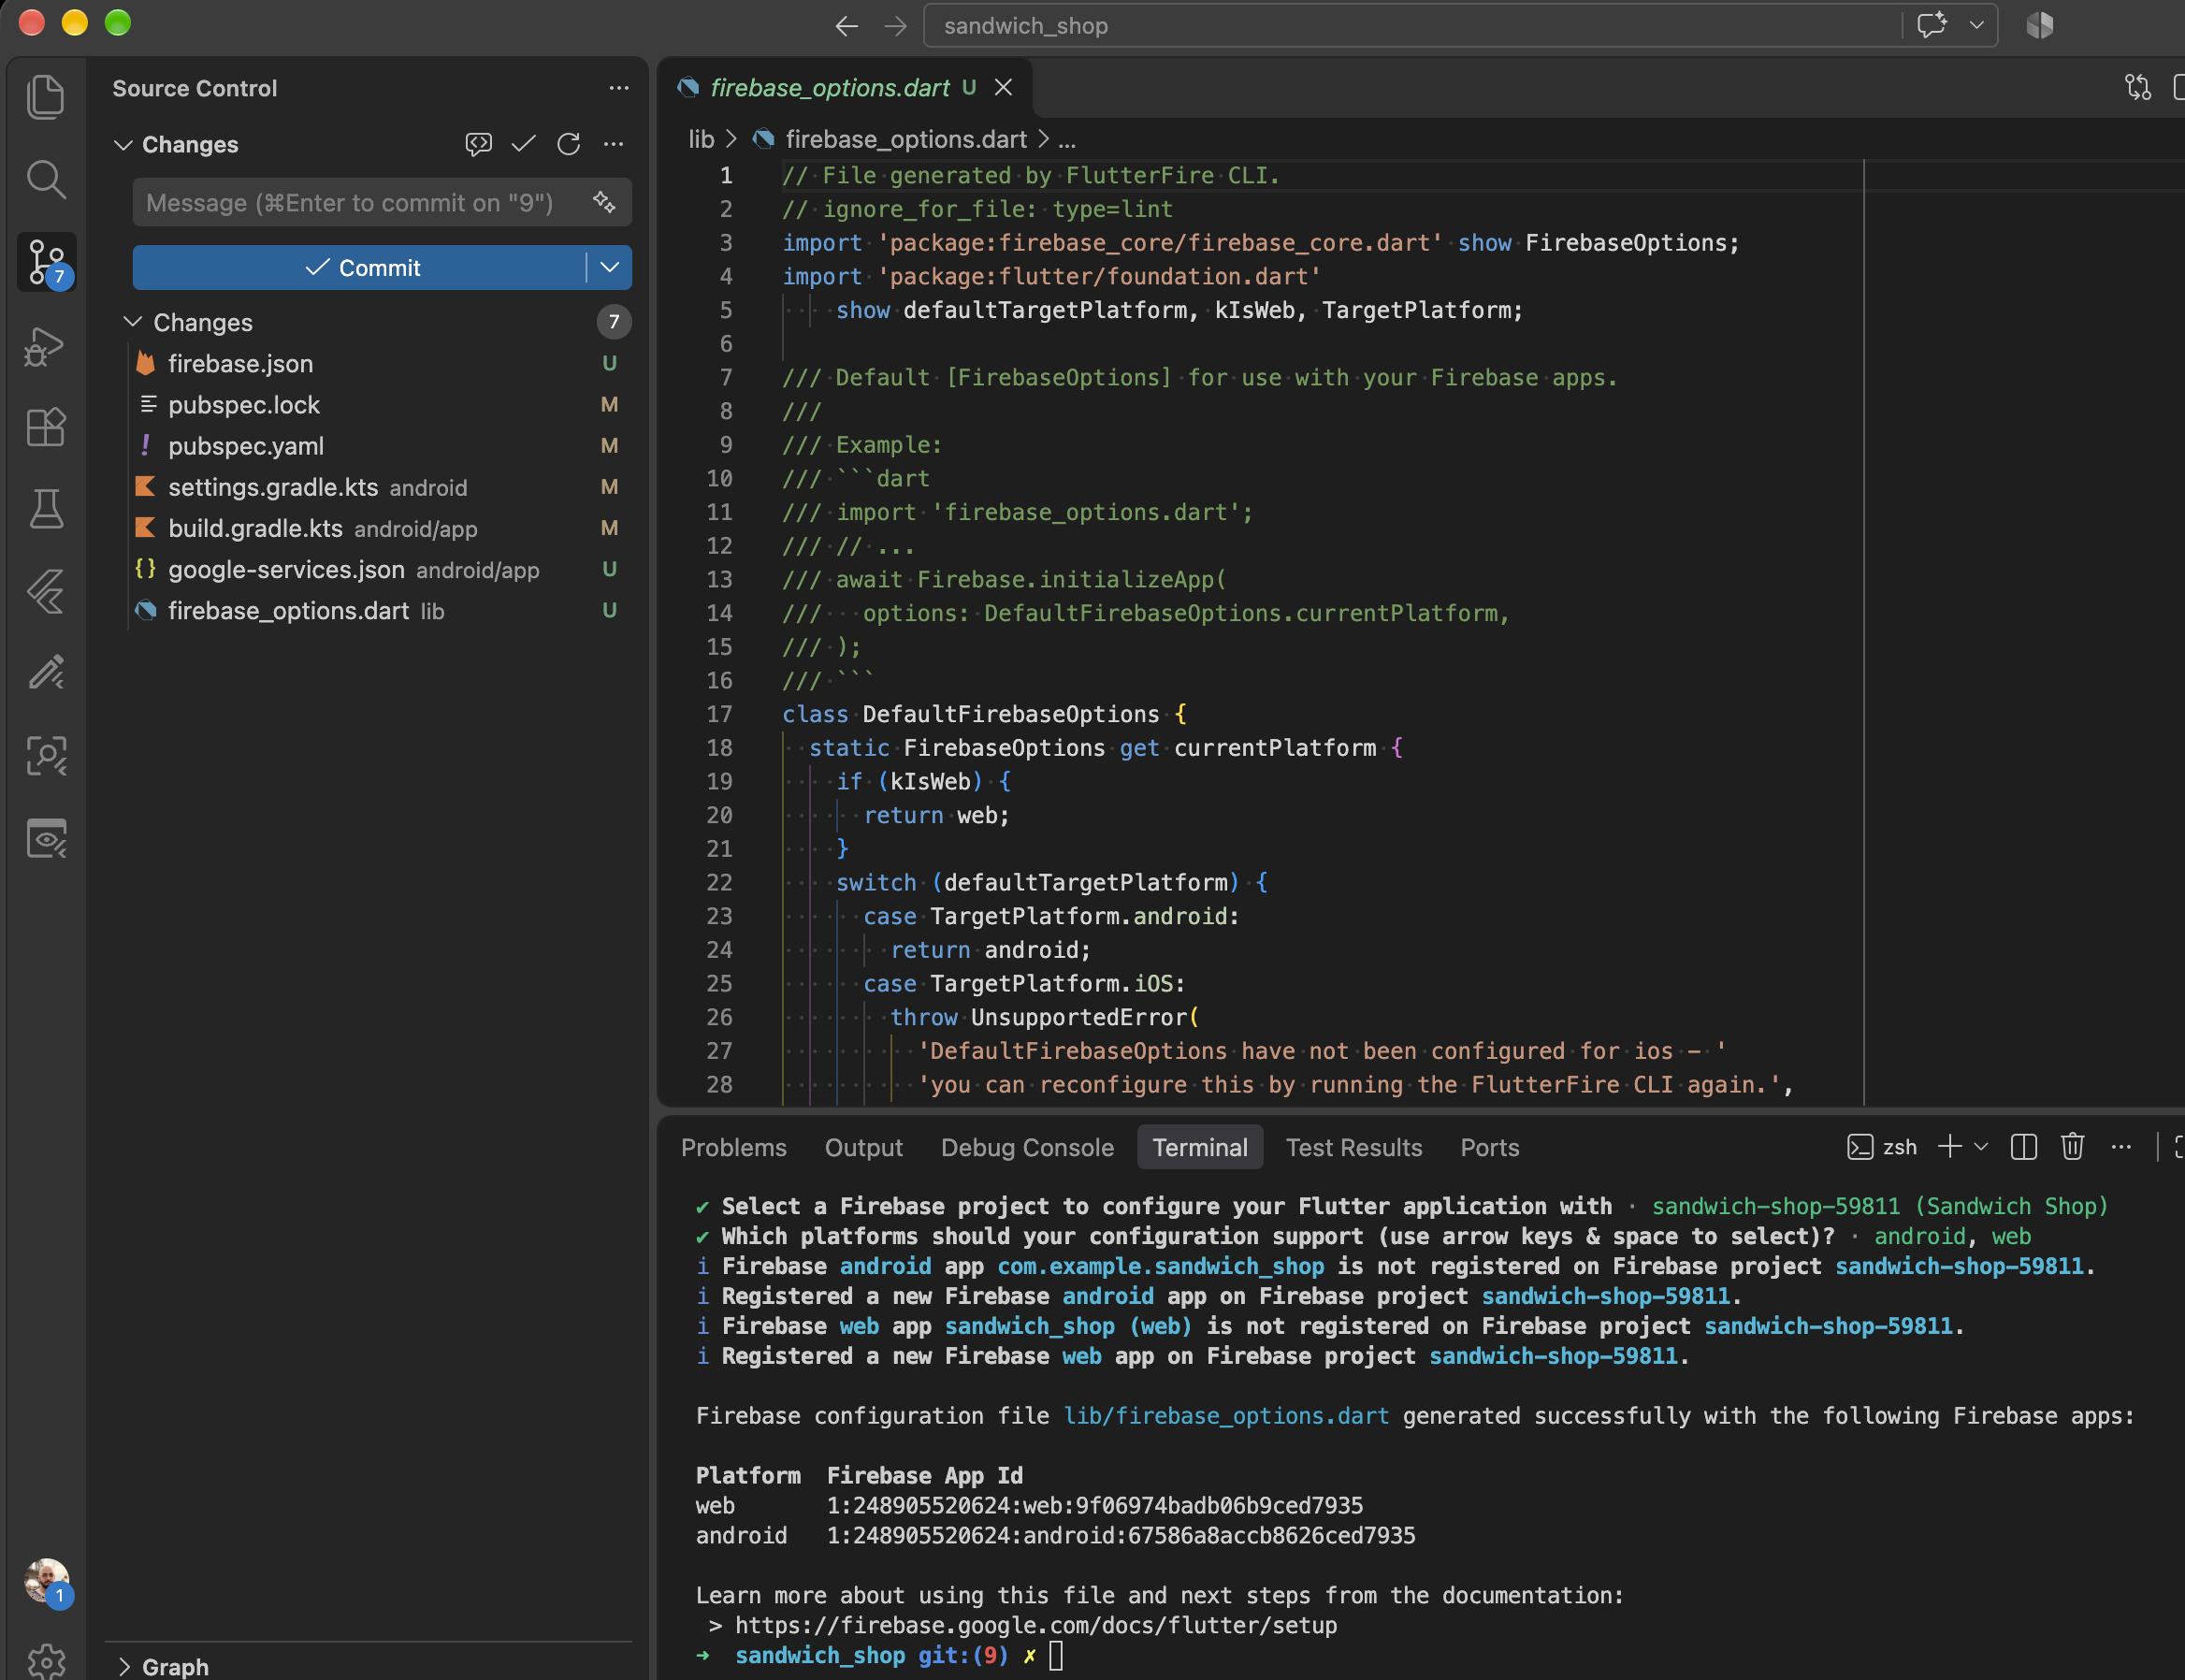 sandwich_shop
Source Control
Changes
Message (⌘Enter to commit on "9")
Commit
7
Changes 7
firebase.json U
pubspec.lock M
pubspec.yaml M
settings.gradle.kts android M
build.gradle.kts android/app M
google-services.json android/app U
firebase_options.dart lib U
1
Graph
firebase_options.dart U
lib > firebase_options.dart > ...
1 // File generated by FlutterFire CLI.
2 // ignore_for_file: type=lint
3 import 'package:firebase_core/firebase_core.dart' show FirebaseOptions;
4 import 'package:flutter/foundation.dart'
5     show defaultTargetPlatform, kIsWeb, TargetPlatform;
6
7 /// Default [FirebaseOptions] for use with your Firebase apps.
8 ///
9 /// Example:
10 /// ```dart
11 /// import 'firebase_options.dart';
12 /// // ...
13 /// await Firebase.initializeApp(
14 ///   options: DefaultFirebaseOptions.currentPlatform,
15 /// );
16 /// ```
17 class DefaultFirebaseOptions {
18   static FirebaseOptions get currentPlatform {
19     if (kIsWeb) {
20       return web;
21     }
22     switch (defaultTargetPlatform) {
23       case TargetPlatform.android:
24         return android;
25       case TargetPlatform.iOS:
26         throw UnsupportedError(
27           'DefaultFirebaseOptions have not been configured for ios - '
28           'you can reconfigure this by running the FlutterFire CLI again.',
Problems Output Debug Console Terminal Test Results Ports zsh
✔ Select a Firebase project to configure your Flutter application with · sandwich-shop-59811 (Sandwich Shop)
✔ Which platforms should your configuration support (use arrow keys & space to select)? · android, web
i Firebase android app com.example.sandwich_shop is not registered on Firebase project sandwich-shop-59811.
i Registered a new Firebase android app on Firebase project sandwich-shop-59811.
i Firebase web app sandwich_shop (web) is not registered on Firebase project sandwich-shop-59811.
i Registered a new Firebase web app on Firebase project sandwich-shop-59811.
Firebase configuration file lib/firebase_options.dart generated successfully with the following Firebase apps:
Platform  Firebase App Id
web       1:248905520624:web:9f06974badb06b9ced7935
android   1:248905520624:android:67586a8accb8626ced7935
Learn more about using this file and next steps from the documentation:
 > https://firebase.google.com/docs/flutter/setup
➜  sandwich_shop git:(9) ✗